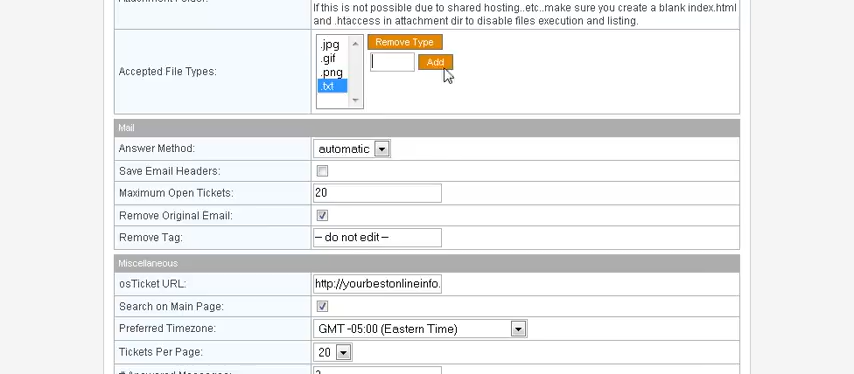 If this is not possible due to shared hosting..etc..make sure you create a blank index.html
and .htaccess in attachment dir to disable files execution and listing.
Accepted File Types:
.jpg
.gif
.png
.txt
Remove Type
Add
Mail
Answer Method: automatic
Save Email Headers:
Maximum Open Tickets: 20
Remove Original Email:
Remove Tag: -- do not edit --
Miscellaneous
osTicket URL: http://yourbestonlineinfo.
Search on Main Page:
Preferred Timezone: GMT -05:00 (Eastern Time)
Tickets Per Page: 20